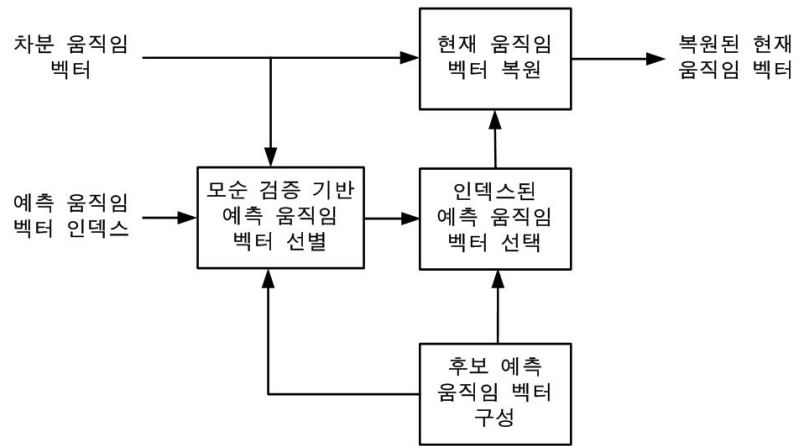 차분 움직임
벡터
현재 움직임
벡터 복원
복원된 현재
움직임 벡터
예측 움직임
벡터 인덱스
모순 검증 기반
예측 움직임
벡터 선별
인덱스된
예측 움직임
벡터 선택
후보 예측
움직임 벡터
구성